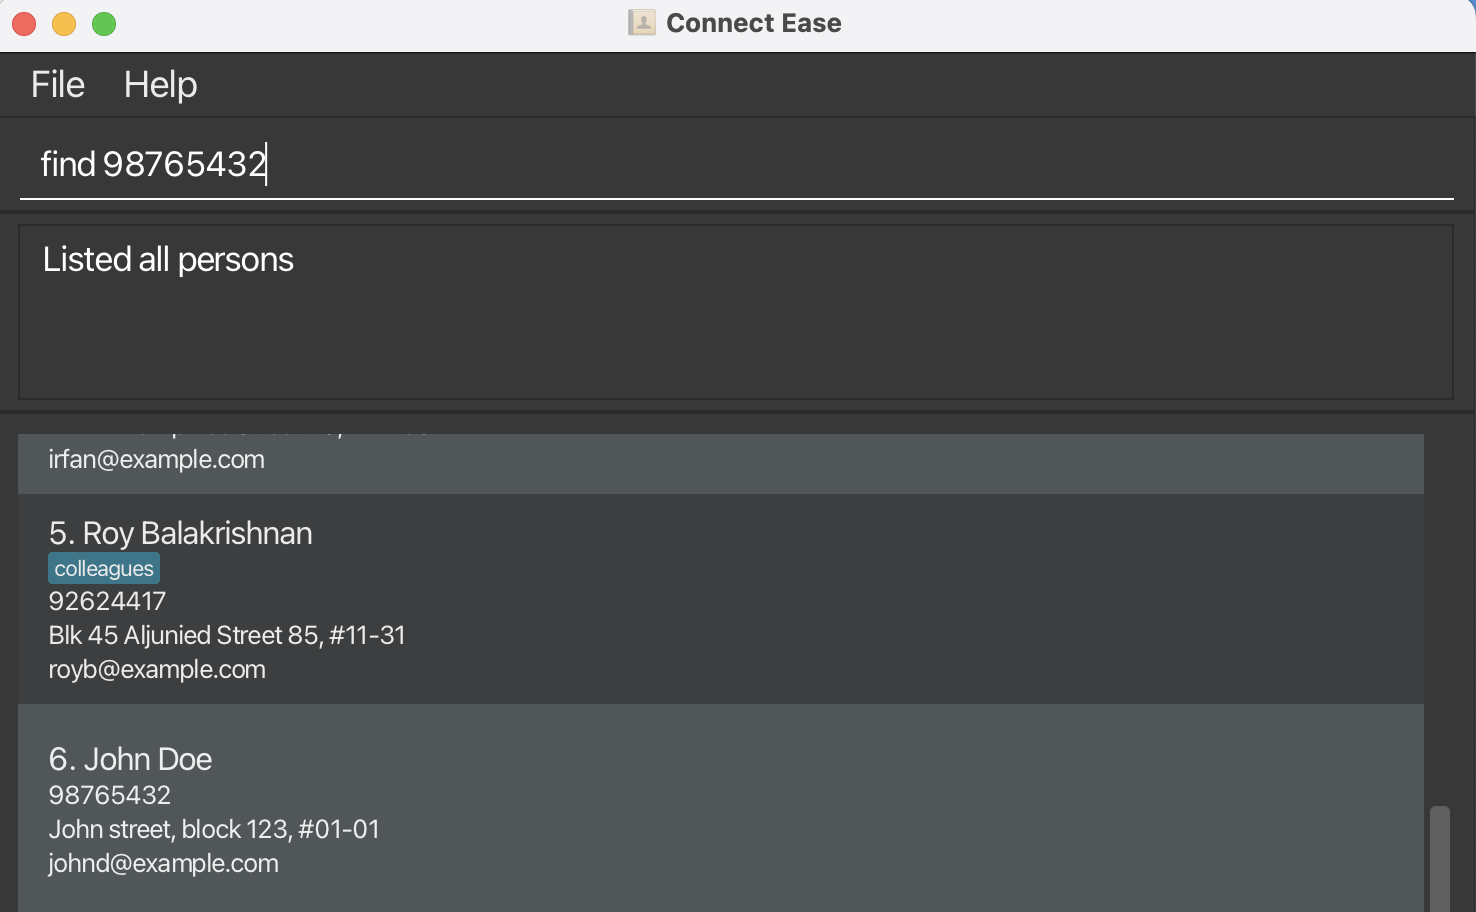 Connect Ease
File Help
find 98765432
Listed all persons
irfan@example.com
5. Roy Balakrishnan
colleagues
92624417
Blk 45 Aljunied Street 85, #11-31
royb@example.com
6. John Doe
98765432
John street, block 123, #01-01
johnd@example.com